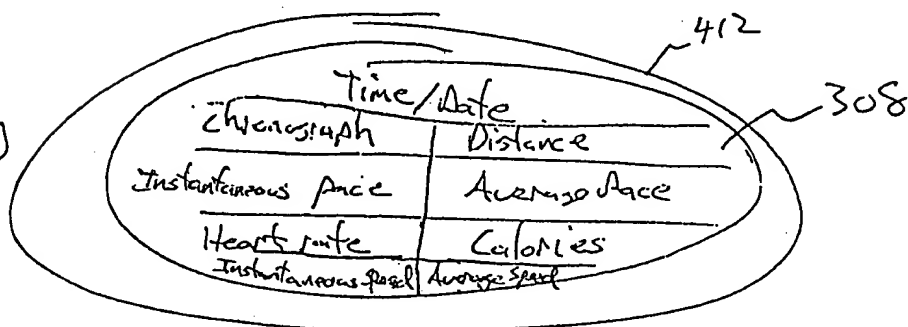 412
Time/Date
308
Chronograph Distance
Instantaneous Pace Average Pace
Heart rate Calories
Instantaneous Speed Average Speed